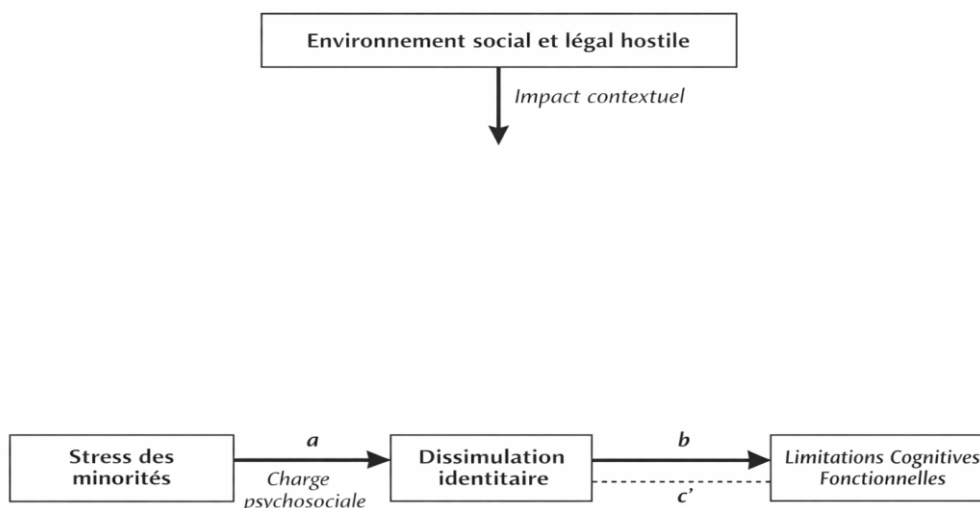 Environnement social et légal hostile
Impact contextuel
Stress des
minorités
a
Charge
psychosociale
Dissimulation
identitaire
b
c'
Limitations Cognitives
Fonctionnelles